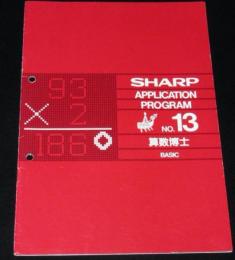 93
× 2
186
SHARP
APPLICATION
PROGRAM
NO. 13
算数博士
BASIC